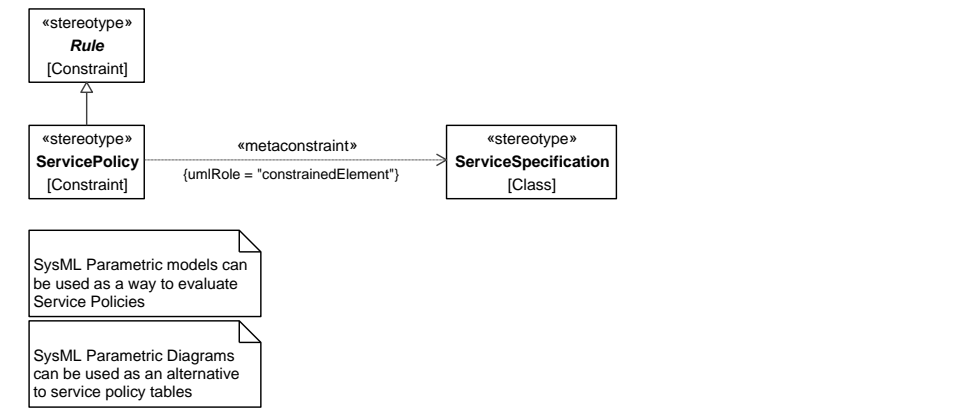 «stereotype»
Rule
[Constraint]
«stereotype»
ServicePolicy
[Constraint]
«metaconstraint»
{umlRole = "constrainedElement"}
«stereotype»
ServiceSpecification
[Class]
SysML Parametric models can
be used as a way to evaluate
Service Policies
SysML Parametric Diagrams
can be used as an alternative
to service policy tables